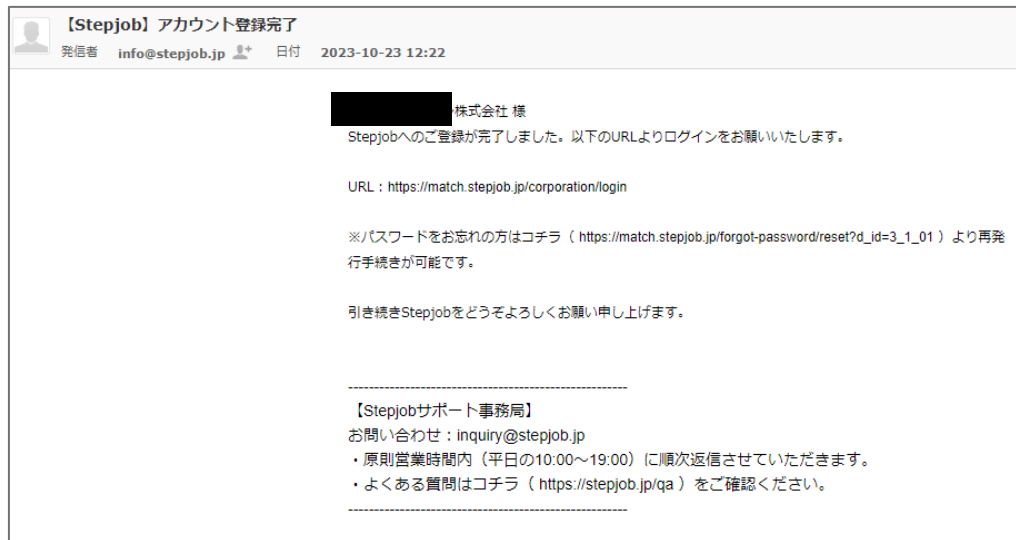 【Stepjob】アカウント登録完了
発信者 info@stepjob.jp 日付 2023-10-23 12:22
株式会社 様
Stepjobへのご登録が完了しました。以下のURLよりログインをお願いいたします。
URL：https://match.stepjob.jp/corporation/login
※パスワードをお忘れの方はコチラ（ https://match.stepjob.jp/forgot-password/reset?d_id=3_1_01 ）より再発
行手続きが可能です。
引き続きStepjobをどうぞよろしくお願い申し上げます。
------------------------------------------------------
【Stepjobサポート事務局】
お問い合わせ：inquiry@stepjob.jp
・原則営業時間内（平日の10:00～19:00）に順次返信させていただきます。
・よくある質問はコチラ（ https://stepjob.jp/qa ）をご確認ください。
------------------------------------------------------